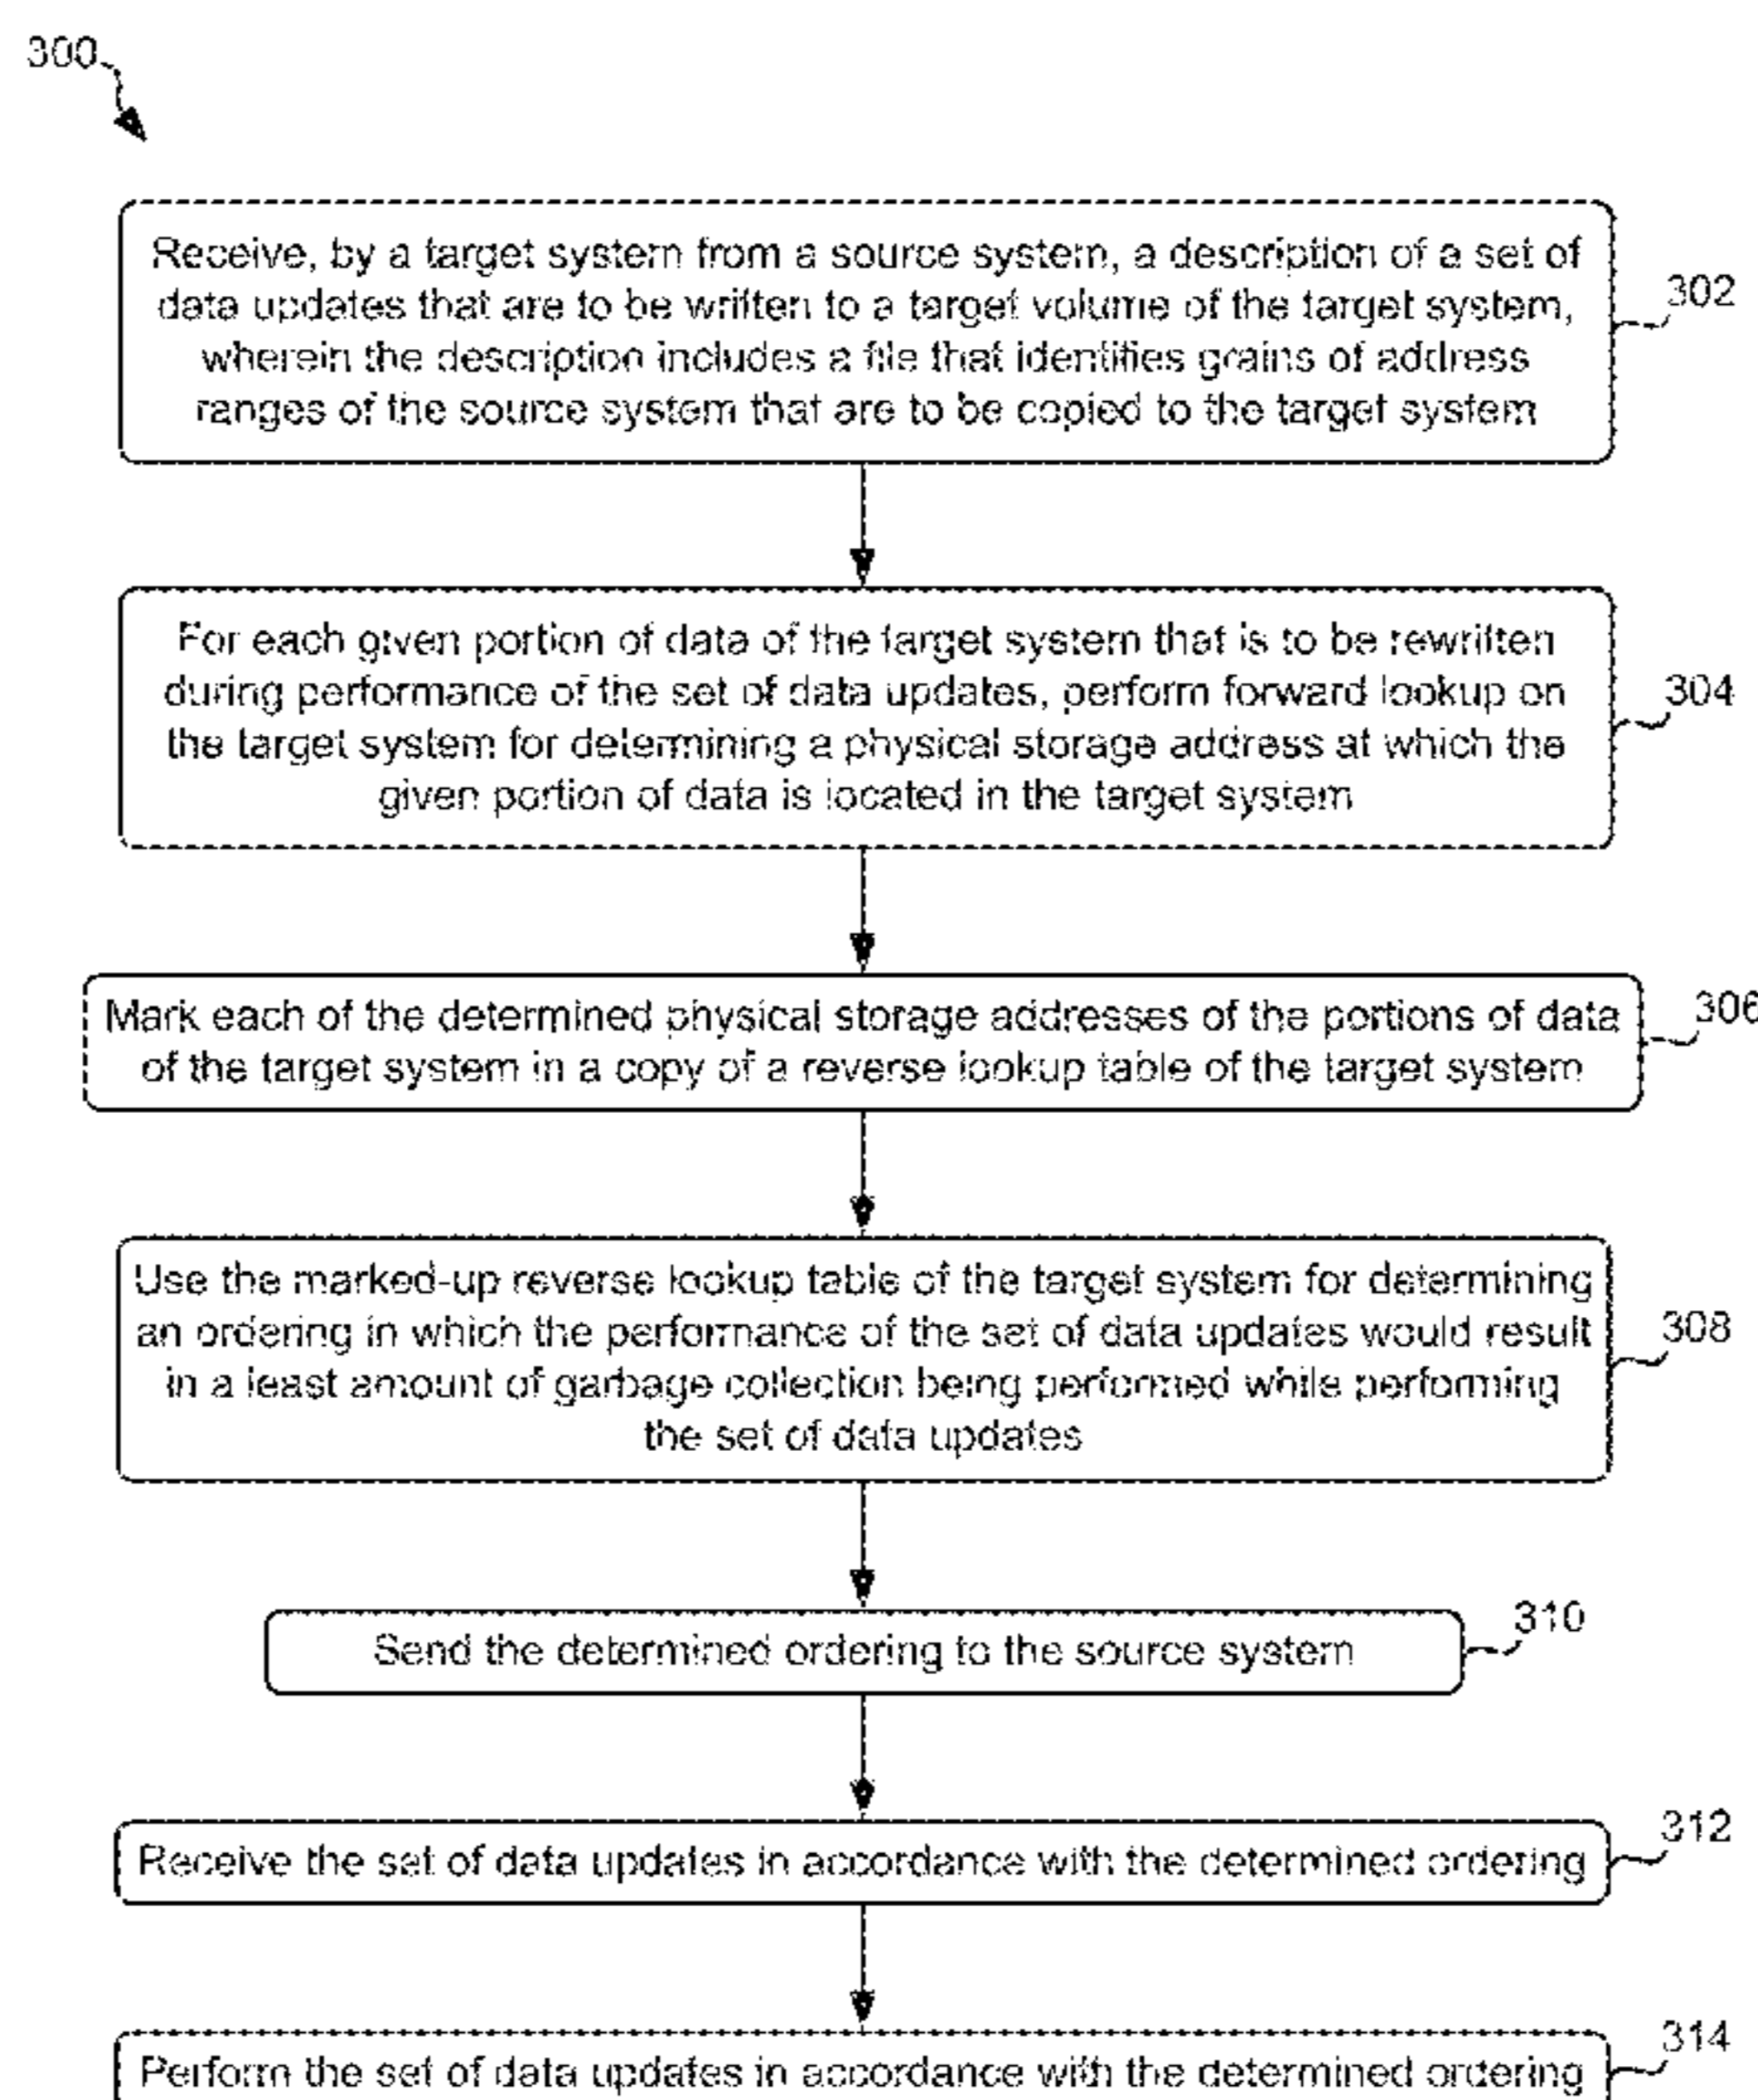 300
Receive, by a target system from a source system, a description of a set of
data updates that are to be written to a target volume of the target system,
wherein the description includes a file that identifies grains of address
ranges of the source system that are to be copied to the target system
302
For each given portion of data of the target system that is to be rewritten
during performance of the set of data updates, perform forward lookup on
the target system for determining a physical storage address at which the
given portion of data is located in the target system
304
Mark each of the determined physical storage addresses of the portions of data
of the target system in a copy of a reverse lookup table of the target system
306
Use the marked-up reverse lookup table of the target system for determining
an ordering in which the performance of the set of data updates would result
in a least amount of garbage collection being performed while performing
the set of data updates
308
Send the determined ordering to the source system
310
Receive the set of data updates in accordance with the determined ordering
312
Perform the set of data updates in accordance with the determined ordering
314